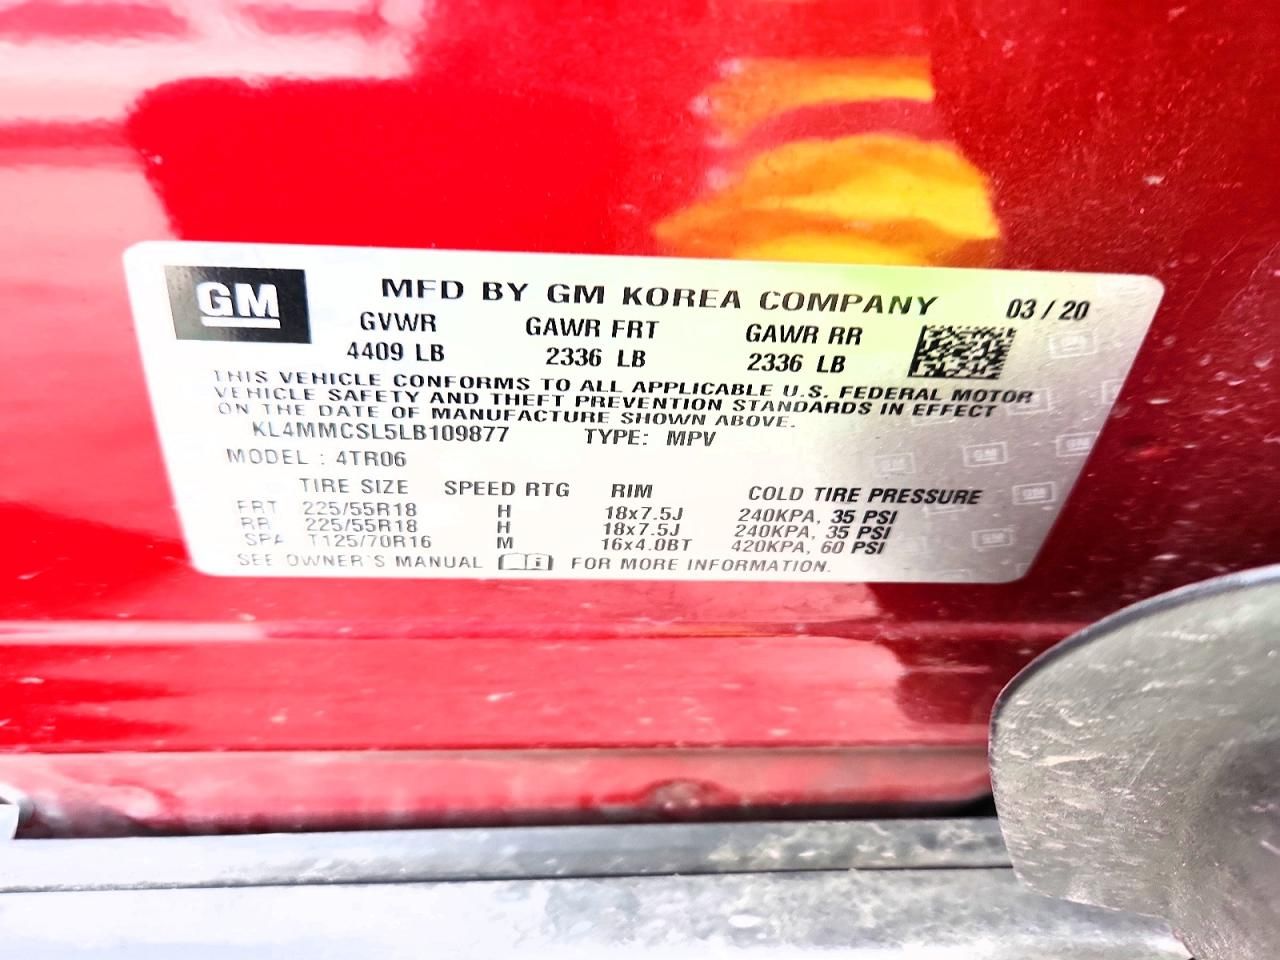 GM MFD BY GM KOREA COMPANY 03 / 20
GVWR GAWR FRT GAWR RR
4409 LB 2336 LB 2336 LB
THIS VEHICLE CONFORMS TO ALL APPLICABLE U.S. FEDERAL MOTOR
VEHICLE SAFETY AND THEFT PREVENTION STANDARDS IN EFFECT
ON THE DATE OF MANUFACTURE SHOWN ABOVE.
KL4MMCSL5LB109877 TYPE: MPV
MODEL : 4TR06
TIRE SIZE SPEED RTG RIM COLD TIRE PRESSURE
FRT 225/55R18 H 18x7.5J 240KPA, 35 PSI
RR 225/55R18 H 18x7.5J 240KPA, 35 PSI
SPA T125/70R16 M 16x4.0BT 420KPA, 60 PSI
SEE OWNER'S MANUAL i FOR MORE INFORMATION.